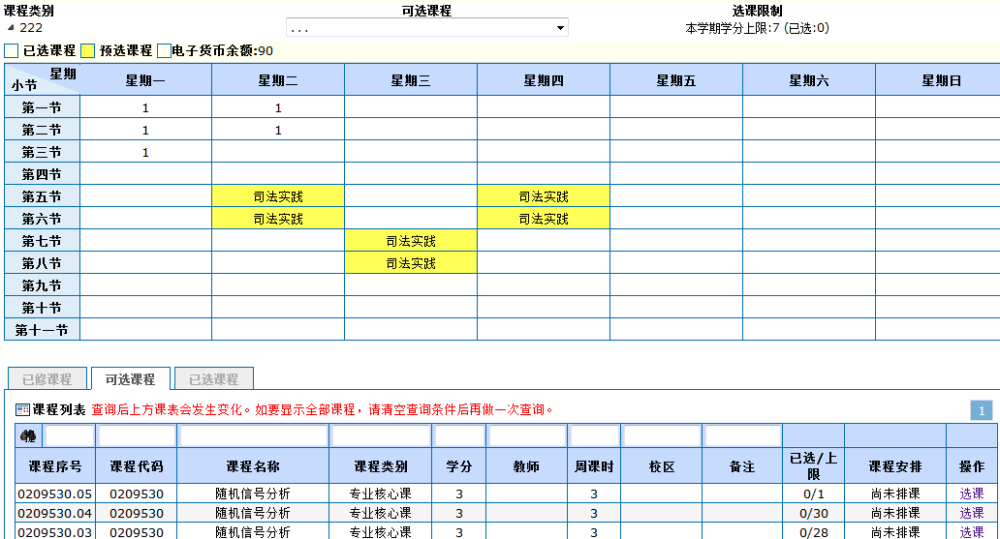 课程类别 可选课程 选课限制
222 ... 本学期学分上限:7 (已选:0)
已选课程 预选课程 电子货币余额:90
星期 小节 星期一 星期二 星期三 星期四 星期五 星期六 星期日
第一节 1 1
第二节 1 1
第三节 1
第四节
第五节 司法实践 司法实践
第六节 司法实践 司法实践
第七节 司法实践
第八节 司法实践
第九节
第十节
第十一节
已修课程 可选课程 已选课程
课程列表 查询后上方课表会发生变化。如要显示全部课程，请清空查询条件后再做一次查询。 1
课程序号 课程代码 课程名称 课程类别 学分 教师 周课时 校区 备注 已选/上限 课程安排 操作
0209530.05 0209530 随机信号分析 专业核心课 3 3 0/1 尚未排课 选课
0209530.04 0209530 随机信号分析 专业核心课 3 3 0/30 尚未排课 选课
0209530.03 0209530 随机信号分析 专业核心课 3 3 0/28 尚未排课 选课